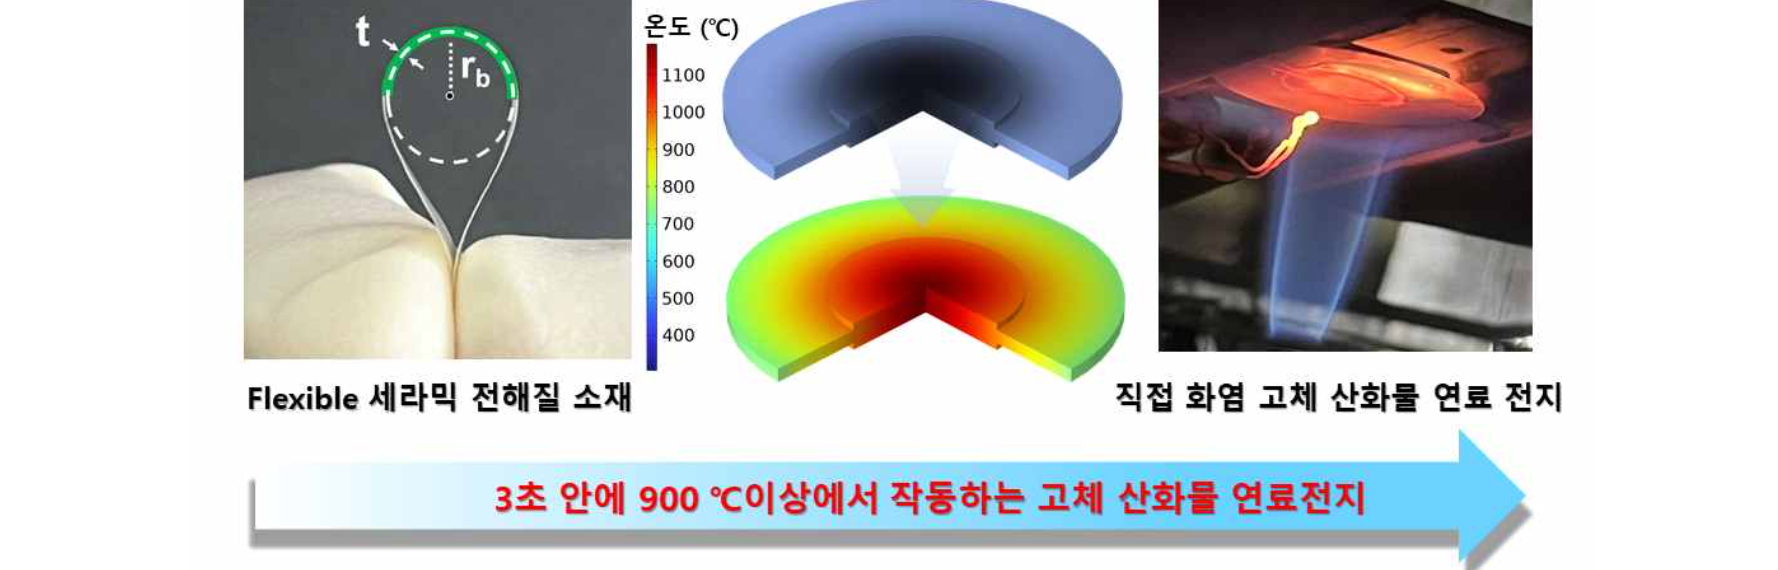 t
rb
온도 (℃)
1100
1000
900
800
700
600
500
400
Flexible 세라믹 전해질 소재
직접 화염 고체 산화물 연료 전지
3초 안에 900 ℃이상에서 작동하는 고체 산화물 연료전지